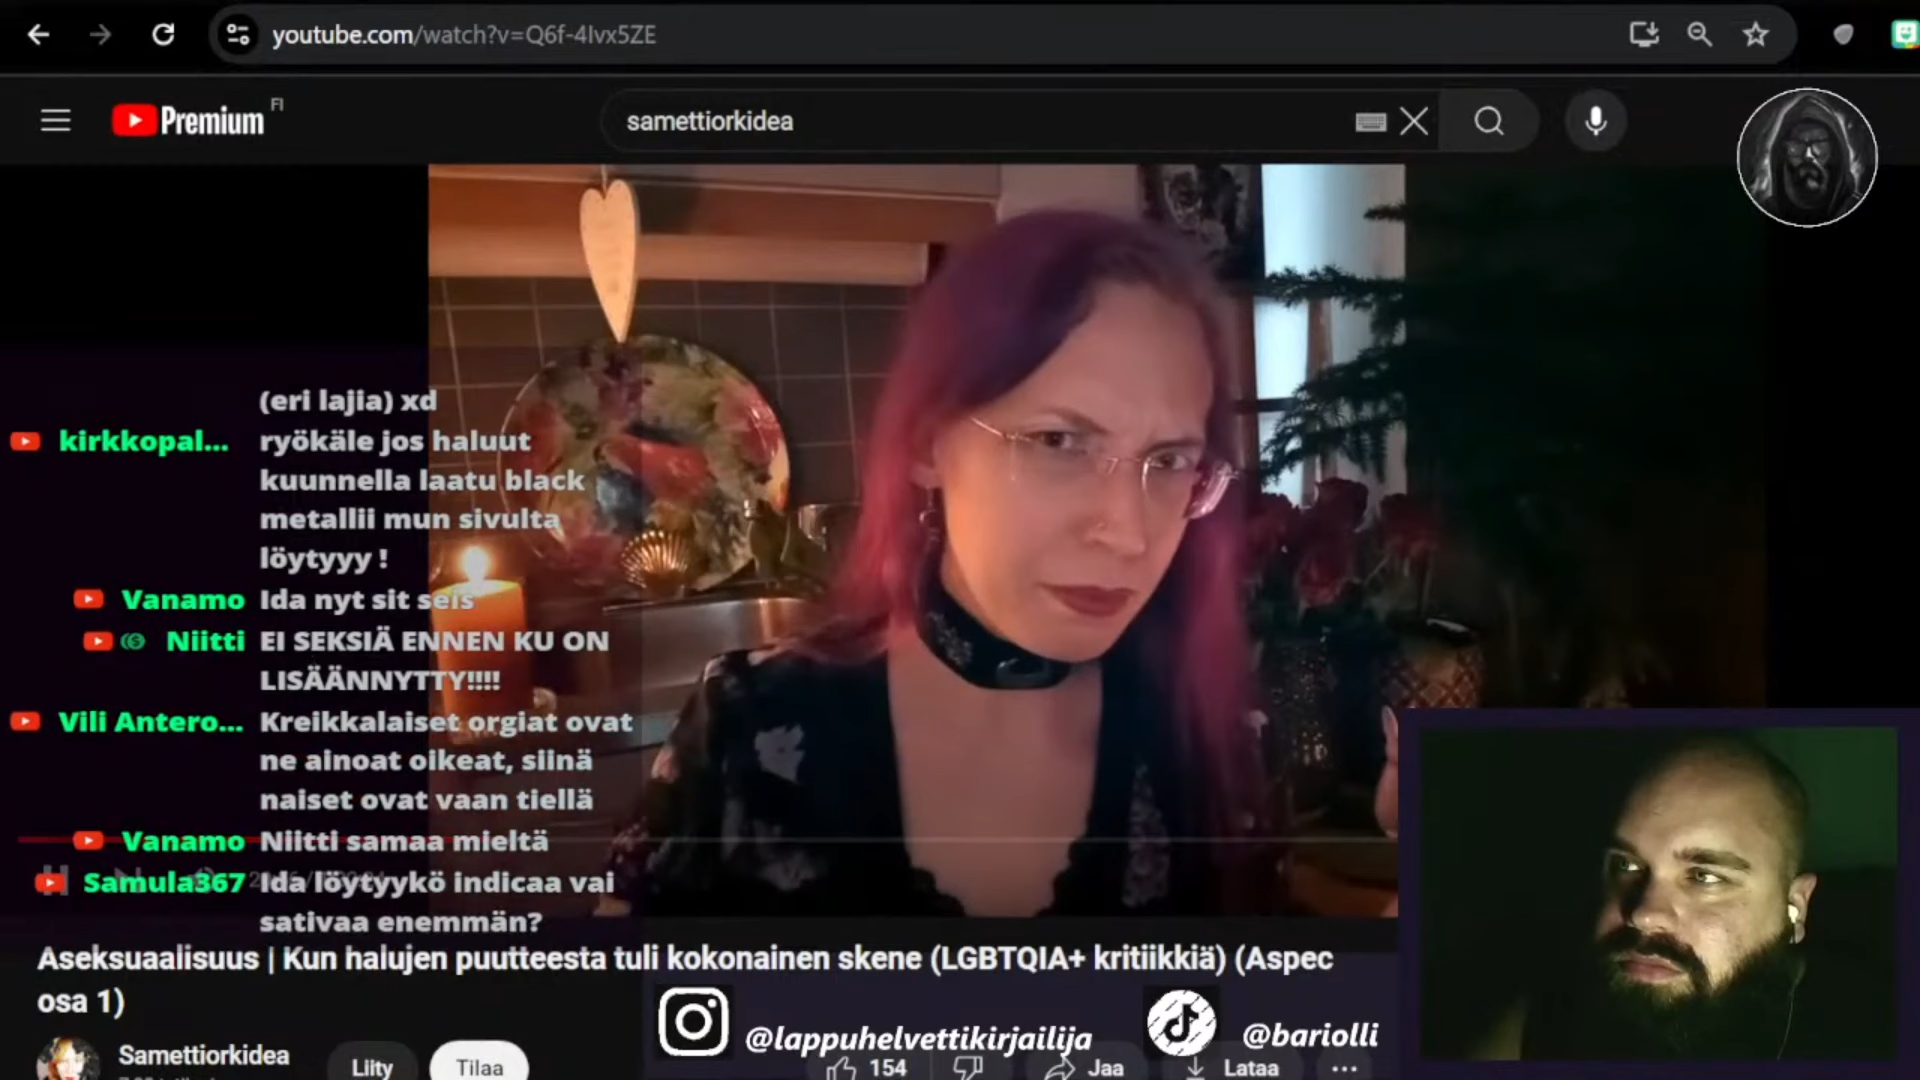 youtube.com/watch?v=Q6f-4lvx5ZE
Premium FI
samettiorkidea
(eri lajia) xd
kirkkopal... ryökäle jos haluut
kuunnella laatu black
metallii mun sivulta
löytyyy !
Vanamo Ida nyt sit seis
Niitti EI SEKSIÄ ENNEN KU ON
LISÄÄNNYTTY!!!!
Vili Antero... Kreikkalaiset orgiat ovat
ne ainoat oikeat, siinä
naiset ovat vaan tiellä
Vanamo Niitti samaa mieltä
Samula367 Ida löytyykö indicaa vai
sativaa enemmän?
Aseksuaalisuus | Kun halujen puutteesta tuli kokonainen skene (LGBTQIA+ kritiikkiä) (Aspec
osa 1)
@lappuhelvettikirjailija @bariolli
Samettiorkidea
Liity Tilaa 154 Jaa Lataa